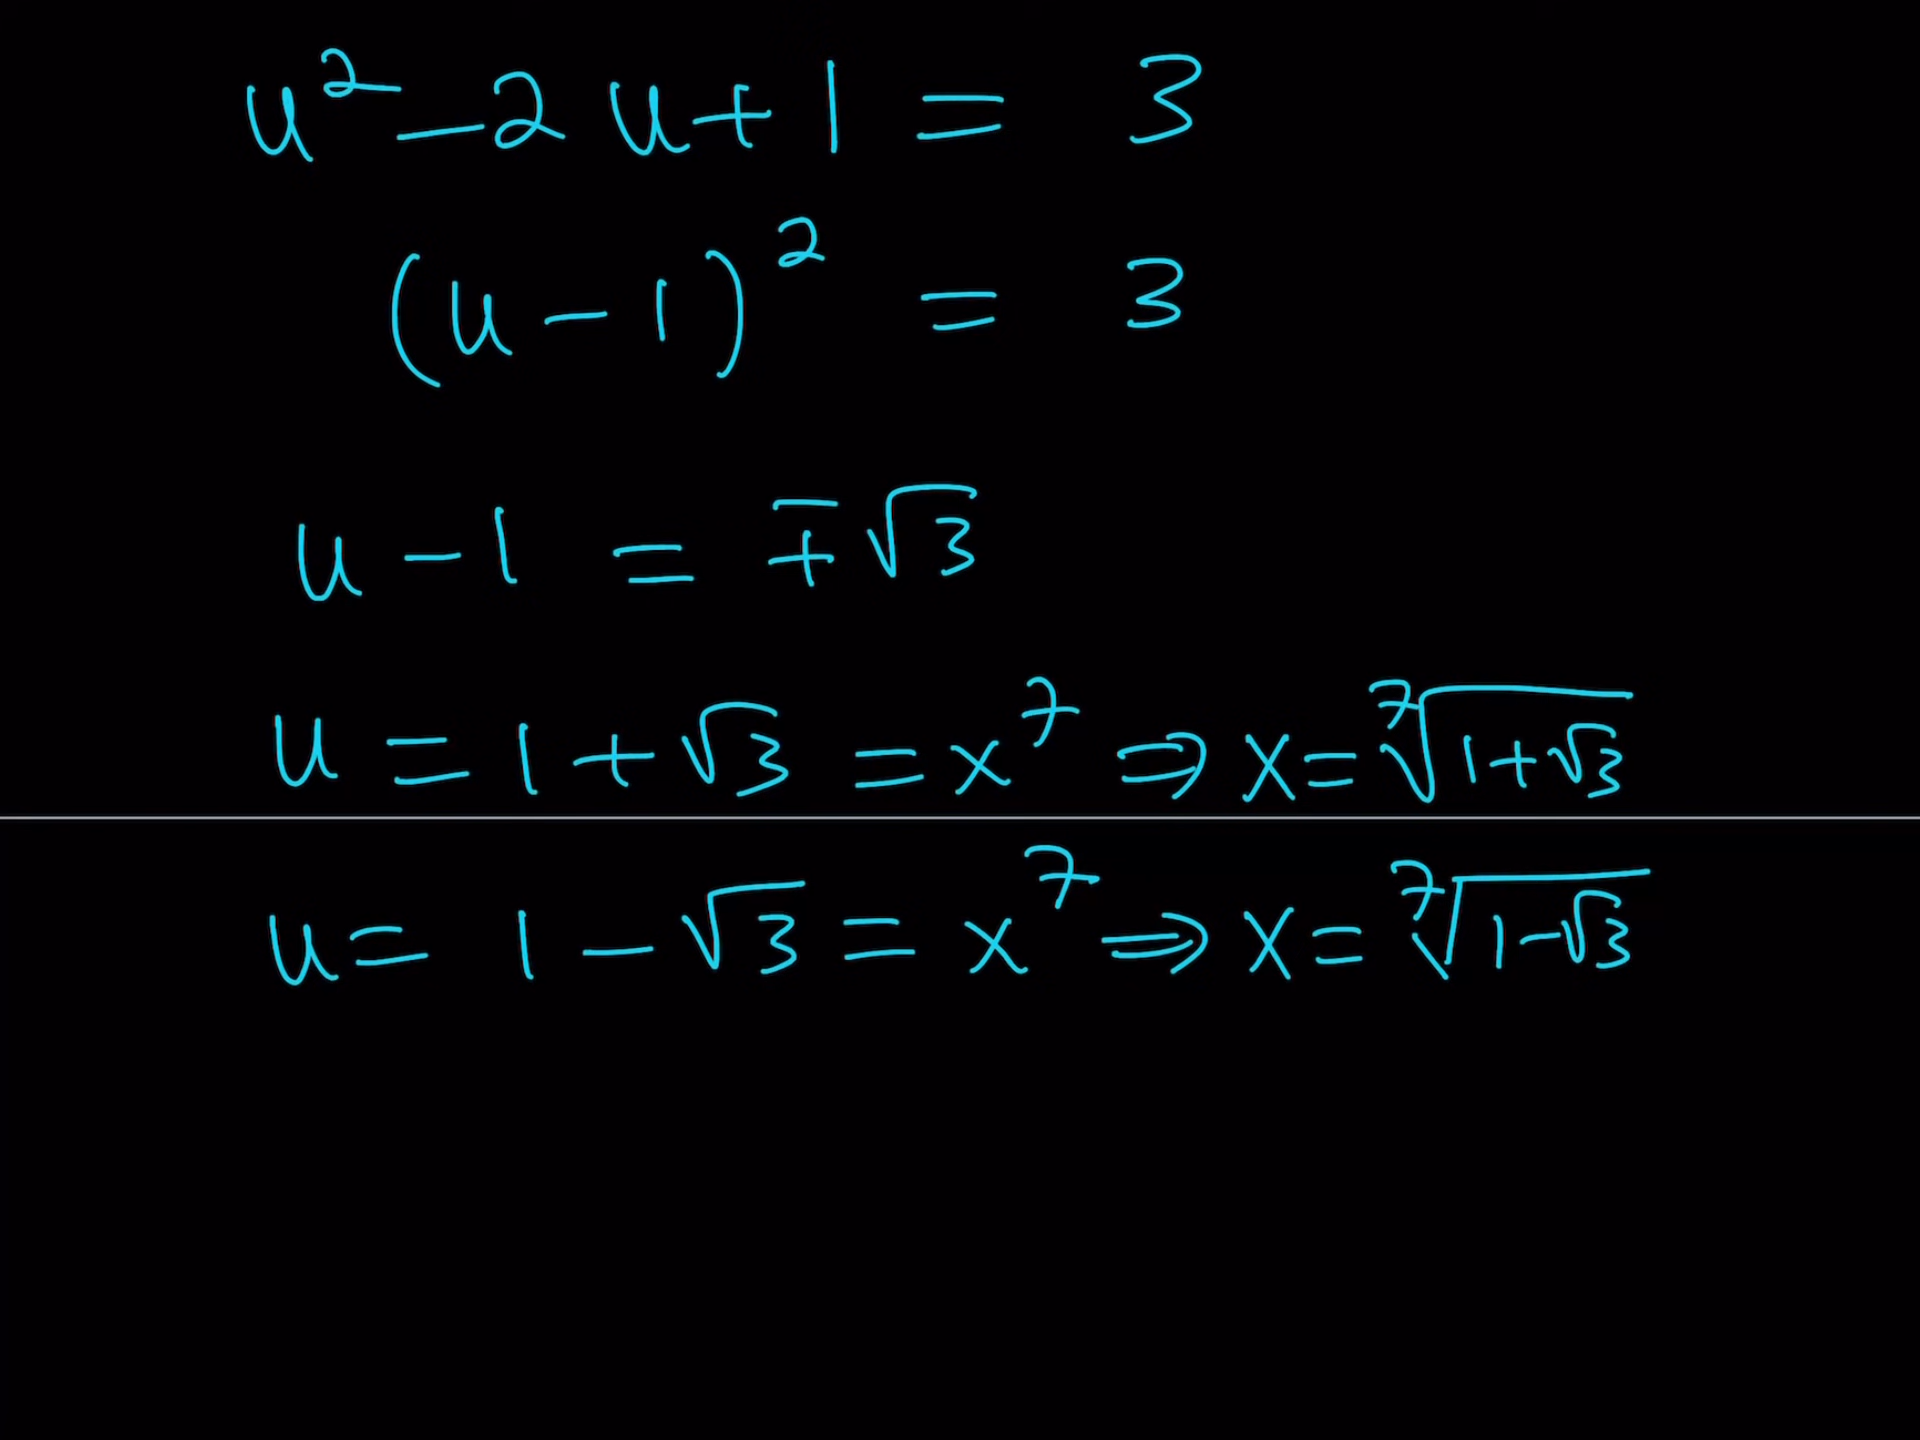 u² - 2u + 1 = 3
(u - 1)² = 3
u - 1 = ∓√3
u = 1 + √3 = x⁷ ⇒ x = ⁷√(1+√3)
u = 1 - √3 = x⁷ ⇒ x = ⁷√(1-√3)